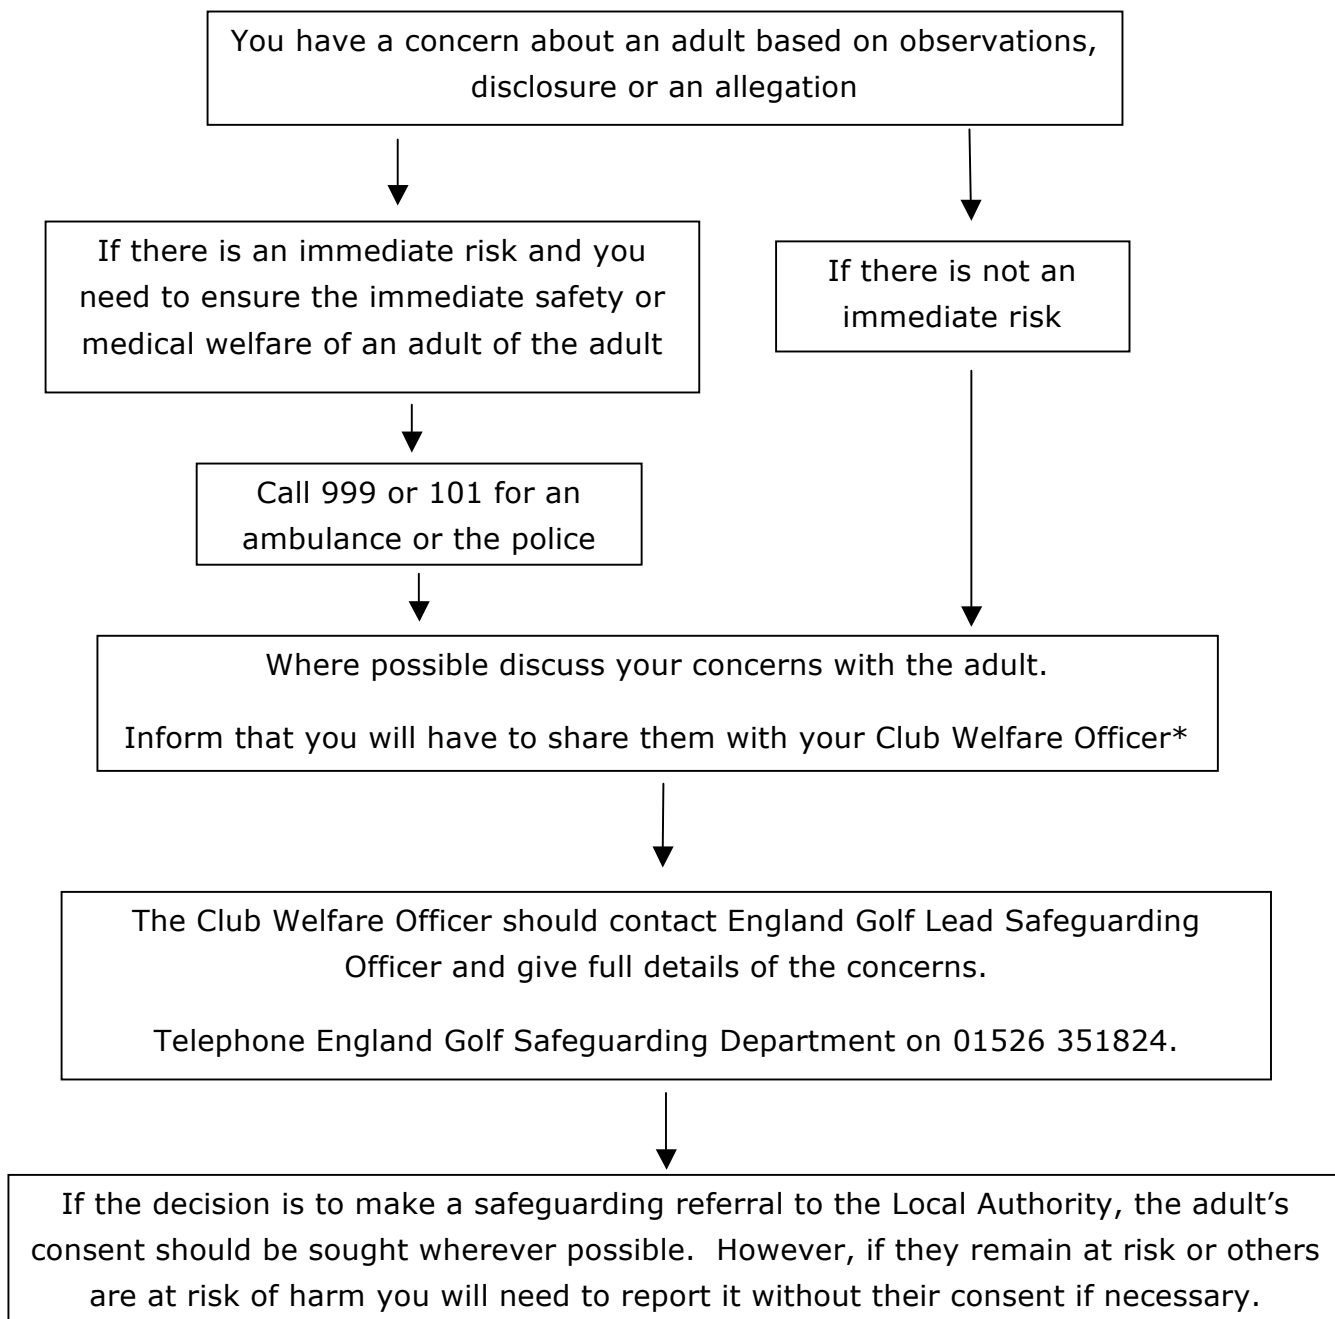 You have a concern about an adult based on observations,
disclosure or an allegation
If there is an immediate risk and you
need to ensure the immediate safety or
medical welfare of an adult of the adult
If there is not an
immediate risk
Call 999 or 101 for an
ambulance or the police
Where possible discuss your concerns with the adult.
Inform that you will have to share them with your Club Welfare Officer*
The Club Welfare Officer should contact England Golf Lead Safeguarding
Officer and give full details of the concerns.
Telephone England Golf Safeguarding Department on 01526 351824.
If the decision is to make a safeguarding referral to the Local Authority, the adult’s
consent should be sought wherever possible.  However, if they remain at risk or others
are at risk of harm you will need to report it without their consent if necessary.